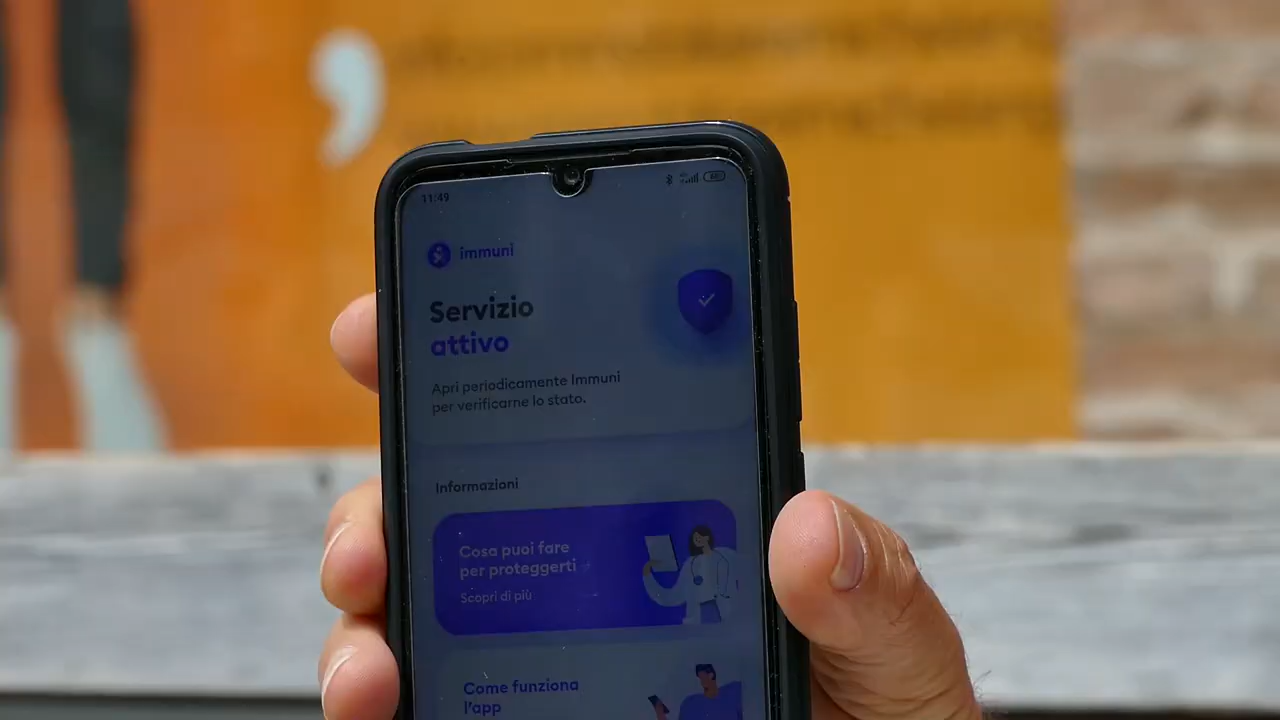 11:49
immuni
Servizio
attivo
Apri periodicamente Immuni
per verificarne lo stato.
Informazioni
Cosa puoi fare
per proteggerti
Scopri di più
Come funziona
l'app